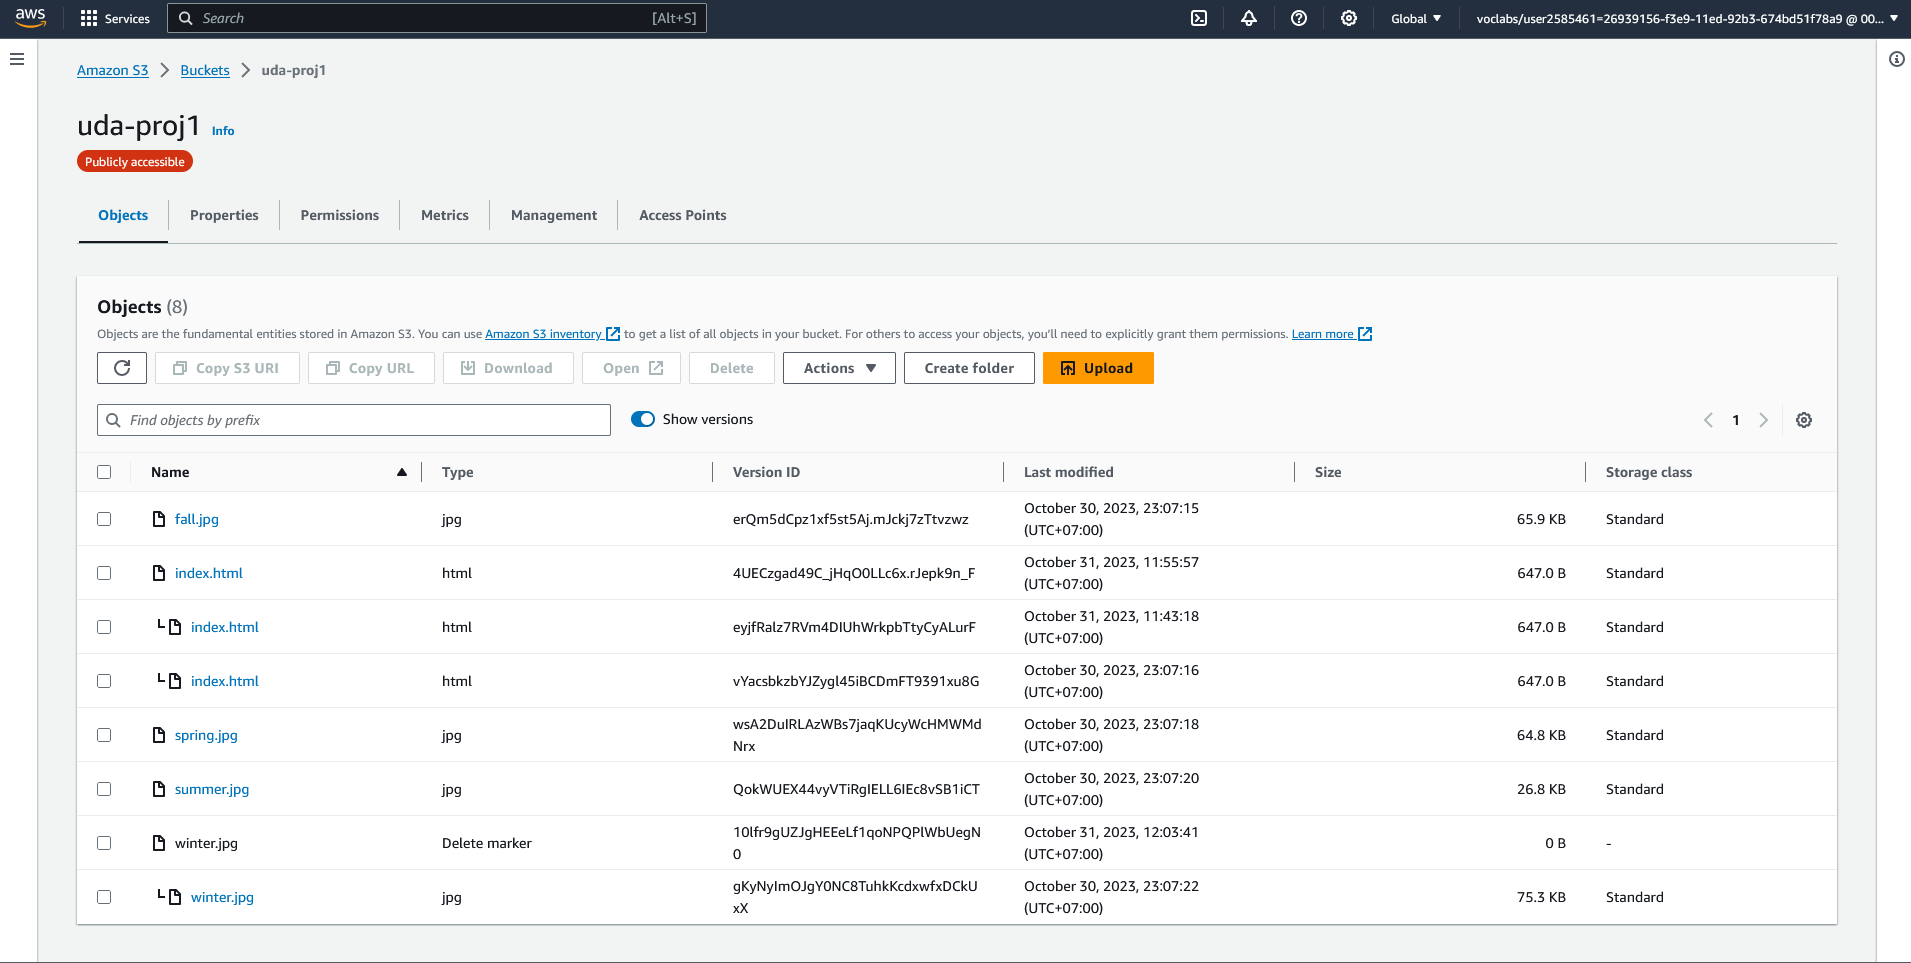 aws
Services
Search
[Alt+S]
Global
voclabs/user2585461=26939156-f3e9-11ed-92b3-674bd51f78a9 @ 00...
Amazon S3
Buckets
uda-proj1
uda-proj1
Info
Publicly accessible
Objects
Properties
Permissions
Metrics
Management
Access Points
Objects (8)
Objects are the fundamental entities stored in Amazon S3. You can use Amazon S3 inventory to get a list of all objects in your bucket. For others to access your objects, you'll need to explicitly grant them permissions. Learn more
Copy S3 URI
Copy URL
Download
Open
Delete
Actions
Create folder
Upload
Find objects by prefix
Show versions
1
Name
Type
Version ID
Last modified
Size
Storage class
fall.jpg
jpg
erQm5dCpz1xf5st5Aj.mJckj7zTtvzwz
October 30, 2023, 23:07:15
(UTC+07:00)
65.9 KB
Standard
index.html
html
4UECzgad49C_jHqO0LLc6x.rJepk9n_F
October 31, 2023, 11:55:57
(UTC+07:00)
647.0 B
Standard
index.html
html
eyjfRalz7RVm4DIUhWrkpbTtyCyALurF
October 31, 2023, 11:43:18
(UTC+07:00)
647.0 B
Standard
index.html
html
vYacsbkzbYJZygl45iBCDmFT9391xu8G
October 30, 2023, 23:07:16
(UTC+07:00)
647.0 B
Standard
spring.jpg
jpg
wsA2DuIRLAzWBs7jaqKUcyWcHMWMd
Nrx
October 30, 2023, 23:07:18
(UTC+07:00)
64.8 KB
Standard
summer.jpg
jpg
QokWUEX44vyVTiRgIELL6IEc8vSB1iCT
October 30, 2023, 23:07:20
(UTC+07:00)
26.8 KB
Standard
winter.jpg
Delete marker
10lfr9gUZJgHEEeLf1qoNPQPlWbUegN
0
October 31, 2023, 12:03:41
(UTC+07:00)
0 B
-
winter.jpg
jpg
gKyNyImOJgY0NC8TuhkKcdxwfxDCkU
xX
October 30, 2023, 23:07:22
(UTC+07:00)
75.3 KB
Standard